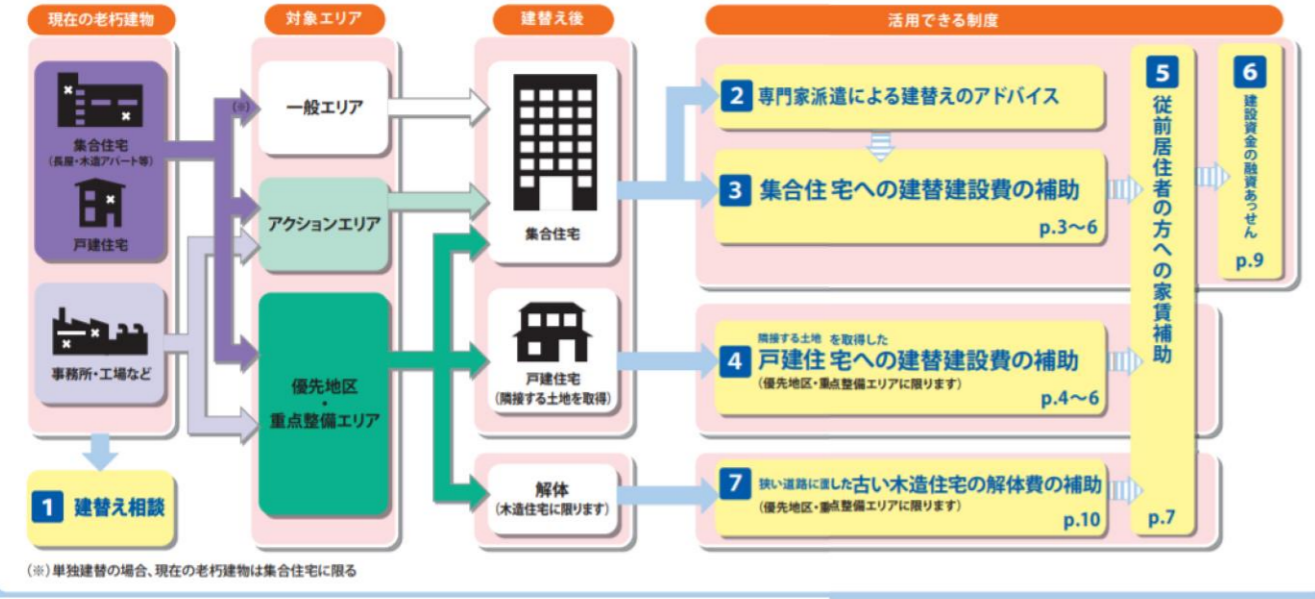 現在の老朽建物
対象エリア
建替え後
活用できる制度
集合住宅
(長屋・木造アパート等)
戸建住宅
事務所・工場など
1 建替え相談
(※)
一般エリア
アクションエリア
優先地区
・
重点整備エリア
集合住宅
戸建住宅
(隣接する土地を取得)
解体
(木造住宅に限ります)
2 専門家派遣による建替えのアドバイス
3 集合住宅への建替建設費の補助
p.3～6
隣接する土地 を取得した
4 戸建住宅への建替建設費の補助
(優先地区・重点整備エリアに限ります)
p.4～6
7 狭い道路に面した古い木造住宅の解体費の補助
(優先地区・重点整備エリアに限ります)
p.10
5 従前居住者の方への家賃補助
p.7
6 建設資金の融資あっせん
p.9
(※)単独建替の場合、現在の老朽建物は集合住宅に限る